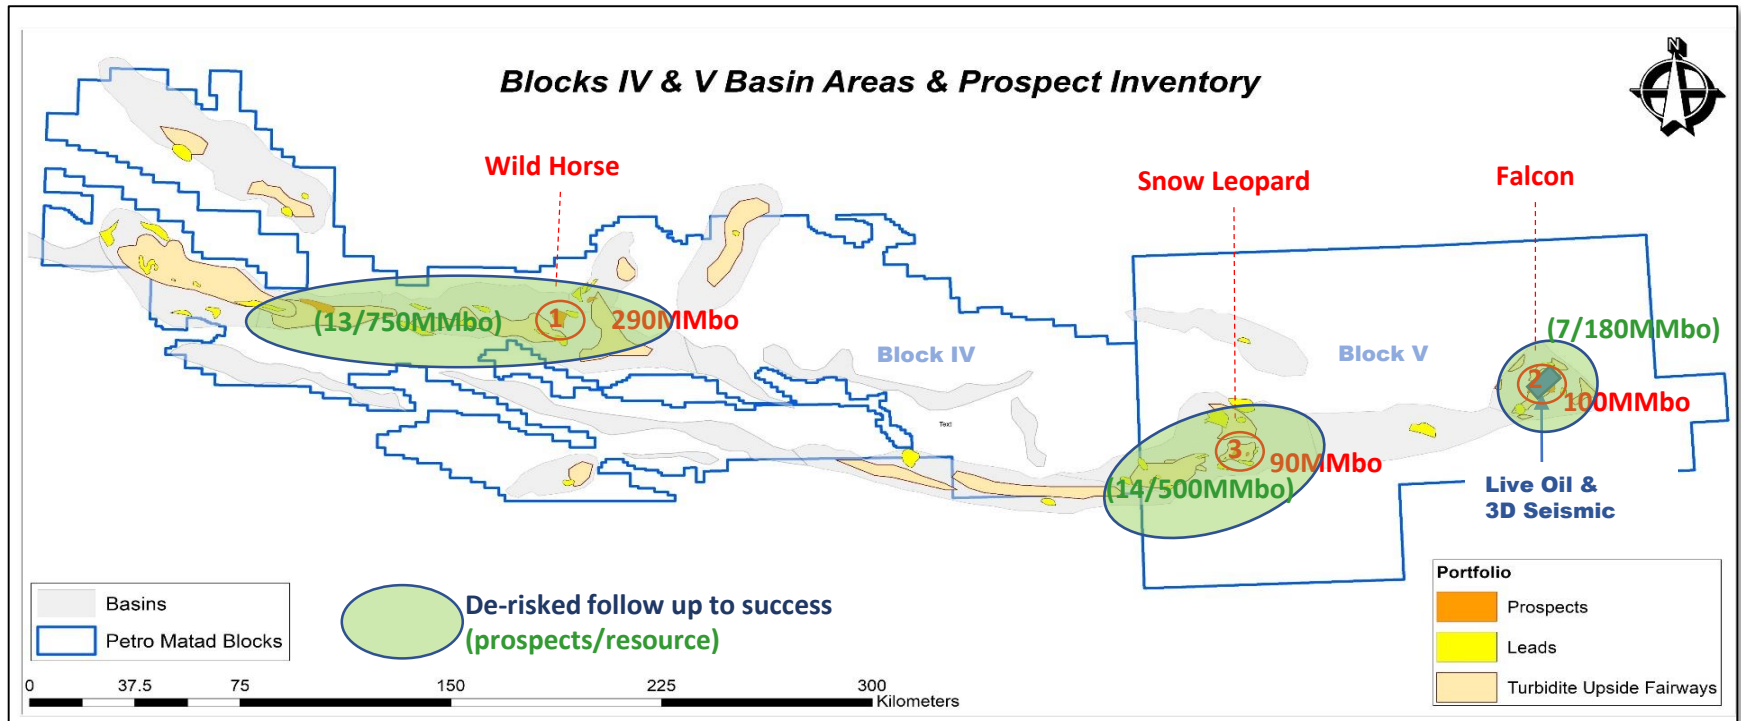 Blocks IV & V Basin Areas & Prospect Inventory
N
Wild Horse
Snow Leopard
Falcon
(13/750MMbo)
1
290MMbo
Block IV
Block V
(7/180MMbo)
2
100MMbo
Text
3
90MMbo
(14/500MMbo)
Live Oil &
3D Seismic
Basins
Petro Matad Blocks
De-risked follow up to success
(prospects/resource)
Portfolio
Prospects
Leads
Turbidite Upside Fairways
0 37.5 75 150 225 300
Kilometers